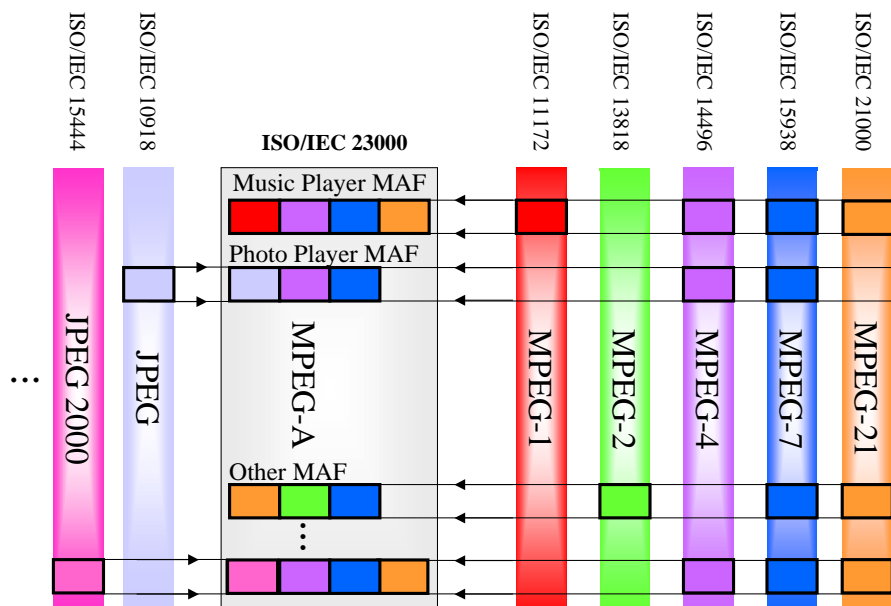 ISO/IEC 15444
ISO/IEC 10918
ISO/IEC 23000
ISO/IEC 11172
ISO/IEC 13818
ISO/IEC 14496
ISO/IEC 15938
ISO/IEC 21000
Music Player MAF
Photo Player MAF
...
JPEG 2000
JPEG
MPEG-A
MPEG-1
MPEG-2
MPEG-4
MPEG-7
MPEG-21
Other MAF
...